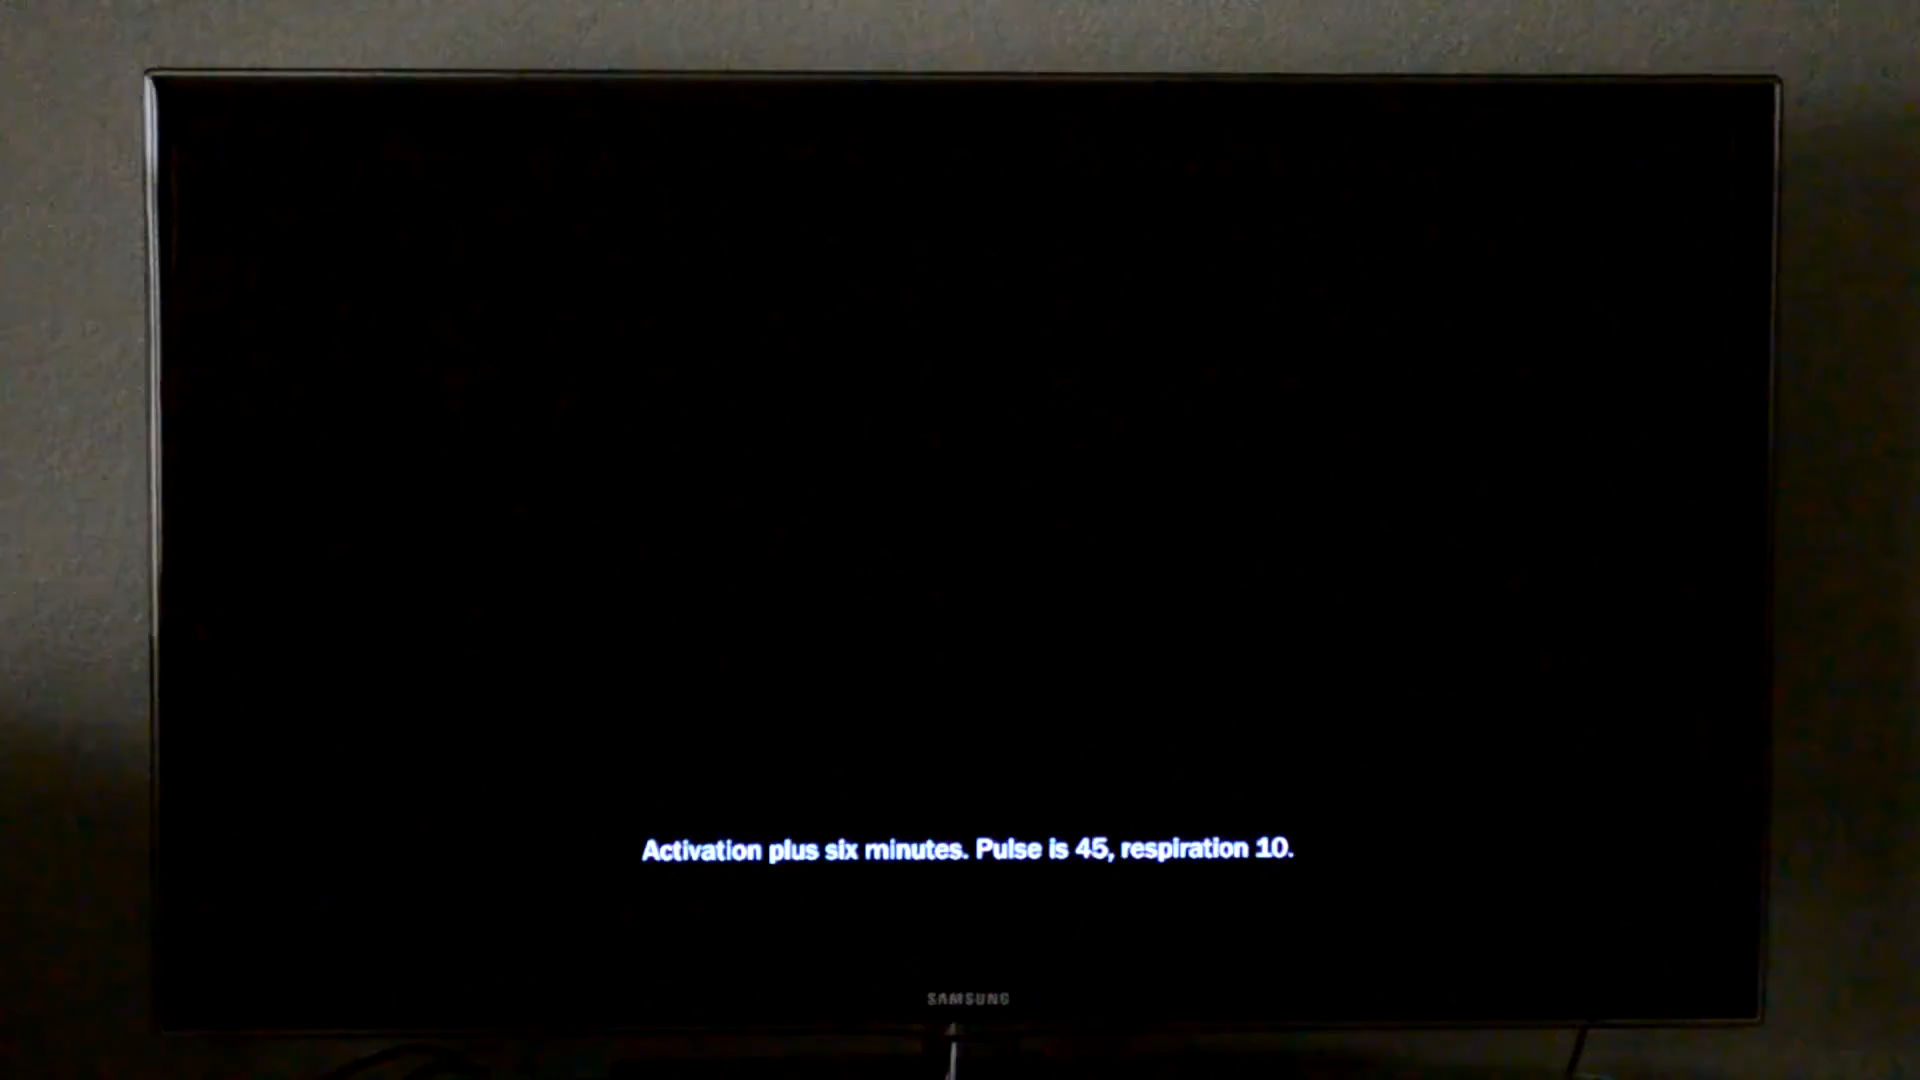 Activation plus six minutes. Pulse is 45, respiration 10.
SAMSUNG